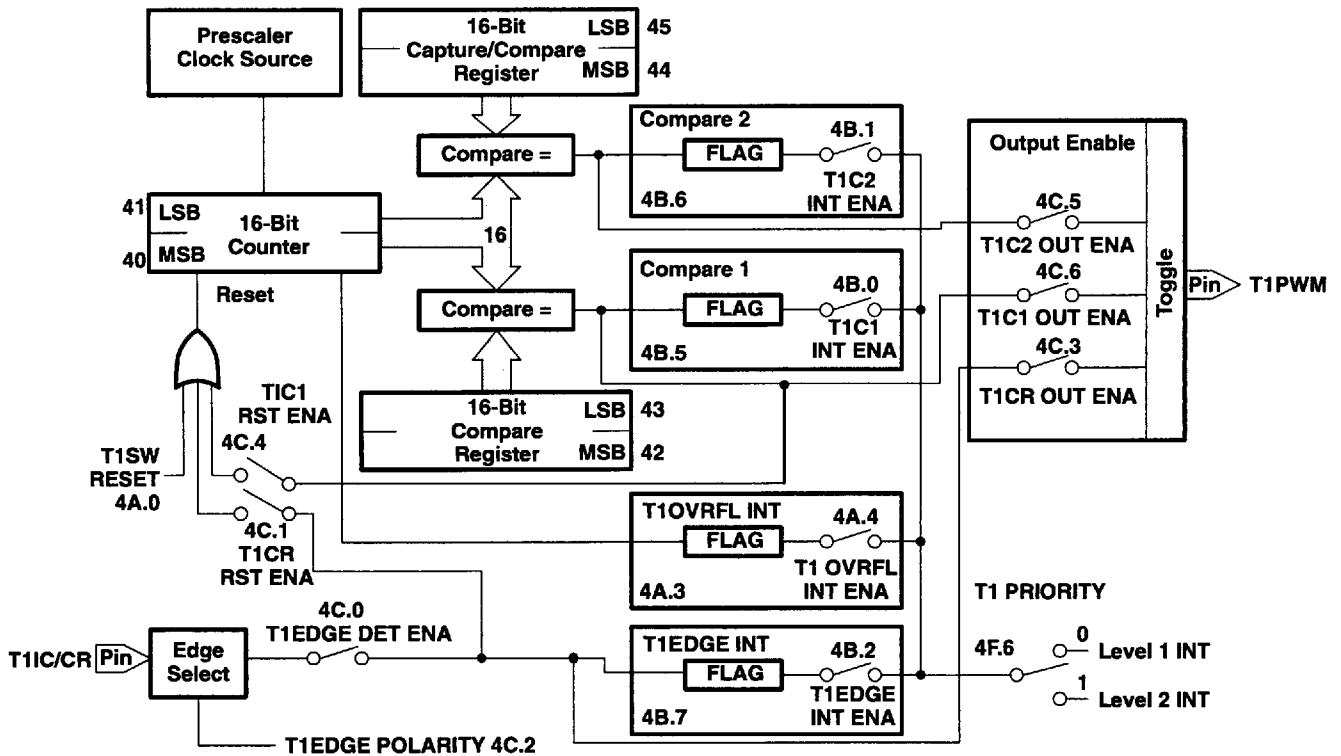 Prescaler
Clock Source
16-Bit
Capture/Compare
Register
LSB
MSB
45
44
Compare =
41
40
LSB
MSB
16-Bit
Counter
16
Reset
Compare =
Compare 2
FLAG
4B.1
T1C2
INT ENA
4B.6
Compare 1
FLAG
4B.0
T1C1
INT ENA
4B.5
Output Enable
4C.5
T1C2 OUT ENA
4C.6
T1C1 OUT ENA
4C.3
T1CR OUT ENA
Toggle
Pin
T1PWM
16-Bit
Compare
Register
LSB
MSB
43
42
TIC1
RST ENA
4C.4
T1SW
RESET
4A.0
4C.1
T1CR
RST ENA
T1OVRFL INT
FLAG
4A.4
T1 OVRFL
INT ENA
4A.3
T1IC/CR
Pin
Edge
Select
4C.0
T1EDGE DET ENA
T1EDGE POLARITY 4C.2
T1EDGE INT
FLAG
4B.2
T1EDGE
INT ENA
4B.7
T1 PRIORITY
4F.6
0
Level 1 INT
1
Level 2 INT